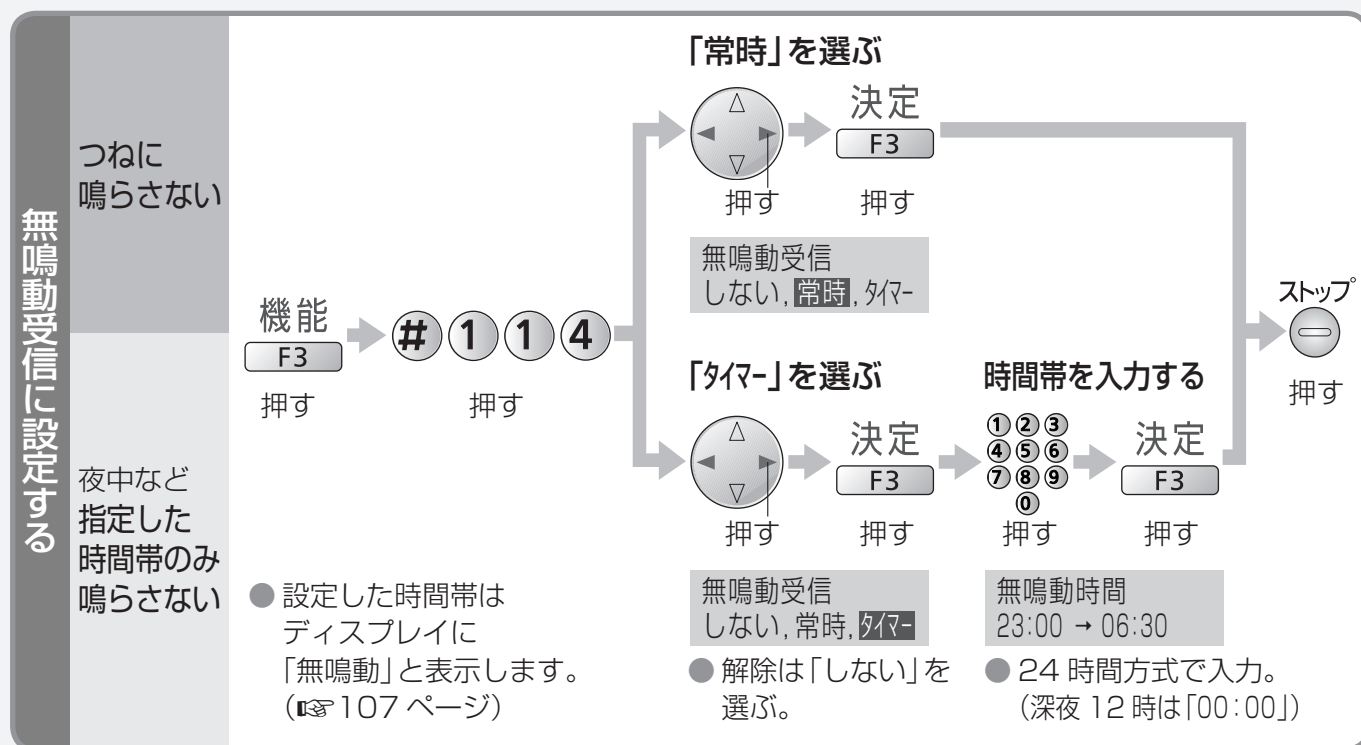 無鳴動受信に設定する
つねに
鳴らさない
夜中など
指定した
時間帯のみ
鳴らさない
機能
F3
押す
#114
押す
「常時」を選ぶ
決定
F3
押す
押す
無鳴動受信
しない,常時,ﾀｲﾏｰ
「ﾀｲﾏｰ」を選ぶ
決定
F3
押す
押す
無鳴動受信
しない,常時,ﾀｲﾏｰ
● 解除は「しない」を
選ぶ。
時間帯を入力する
1 2 3
4 5 6
7 8 9
0
押す
決定
F3
押す
無鳴動時間
23:00 → 06:30
● 24 時間方式で入力。
(深夜 12 時は「00:00」)
ストップ
押す
● 設定した時間帯は
ディスプレイに
「無鳴動」と表示します。
(☞107 ページ)